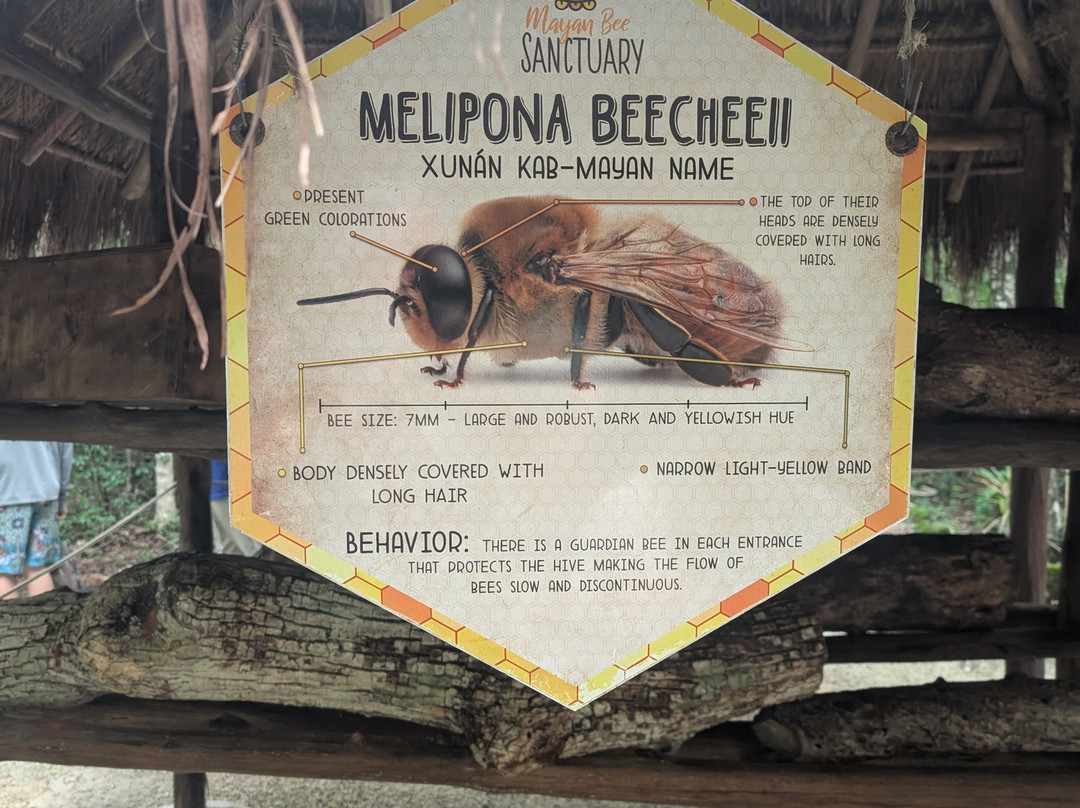 Mayan Bee
SANCTUARY
MELIPONA BEECHEEII
XUNÁN KAB-MAYAN NAME
PRESENT
GREEN COLORATIONS
THE TOP OF THEIR
HEADS ARE DENSELY
COVERED WITH LONG
HAIRS.
BEE SIZE: 7MM - LARGE AND ROBUST, DARK AND YELLOWISH HUE
BODY DENSELY COVERED WITH
LONG HAIR
NARROW LIGHT-YELLOW BAND
BEHAVIOR: THERE IS A GUARDIAN BEE IN EACH ENTRANCE
THAT PROTECTS THE HIVE MAKING THE FLOW OF
BEES SLOW AND DISCONTINUOUS.